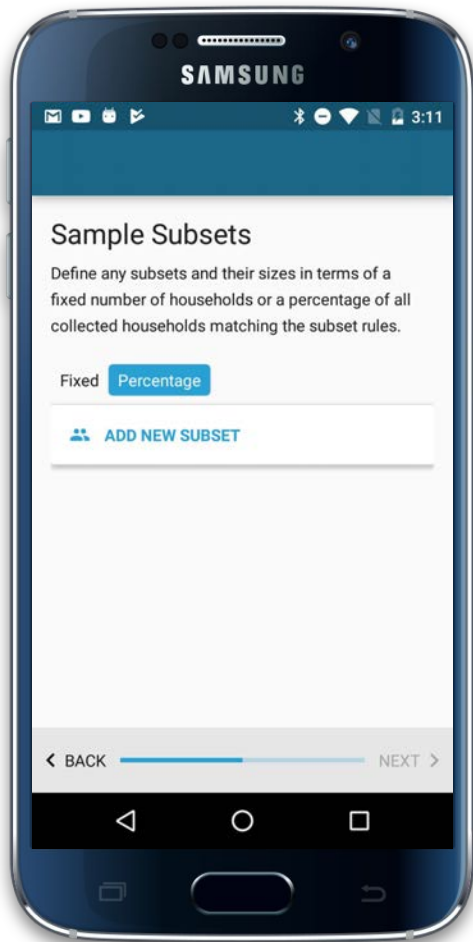 SAMSUNG
3:11
Sample Subsets
Define any subsets and their sizes in terms of a
fixed number of households or a percentage of all
collected households matching the subset rules.
Fixed Percentage
ADD NEW SUBSET
BACK NEXT